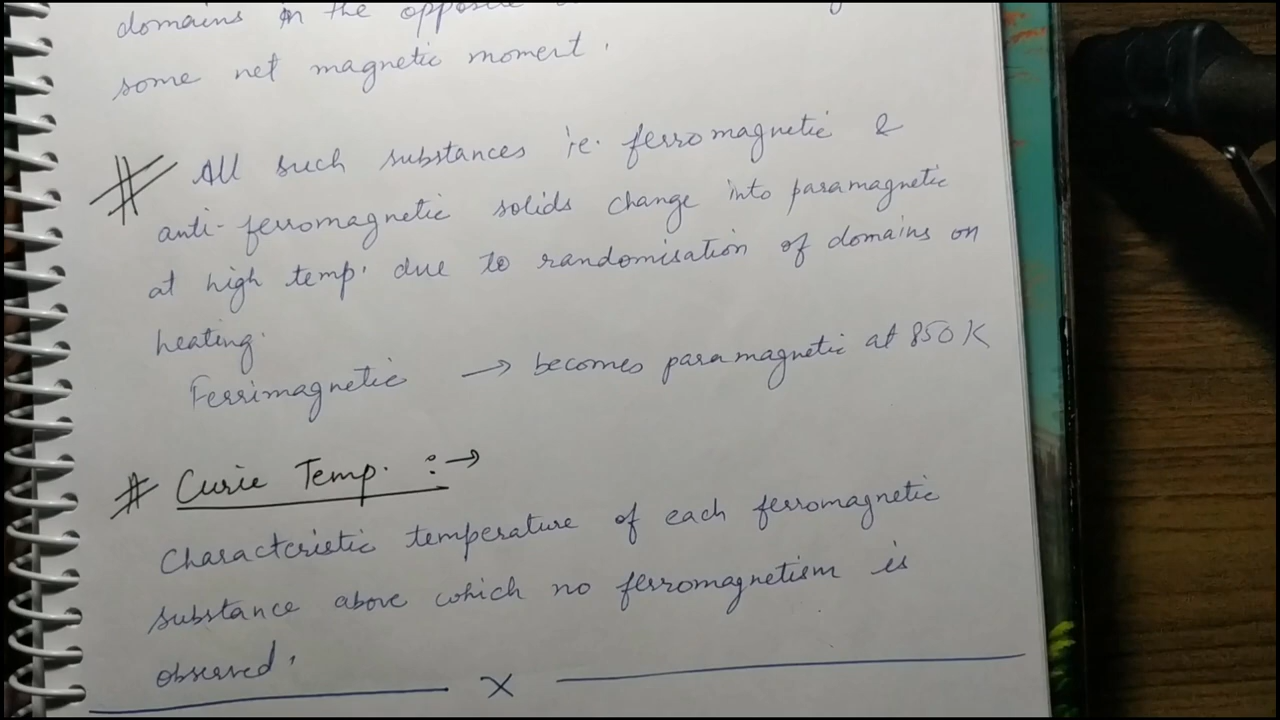 domains in the opposite
some net magnetic moment.
# All such substances ie. ferromagnetic &
anti-ferromagnetic solids change into paramagnetic
at high temp. due to randomisation of domains on
heating.
Ferrimagnetic → becomes paramagnetic at 850 K
# Curie Temp. :→
Characteristic temperature of each ferromagnetic
substance above which no ferromagnetism is
observed.
x